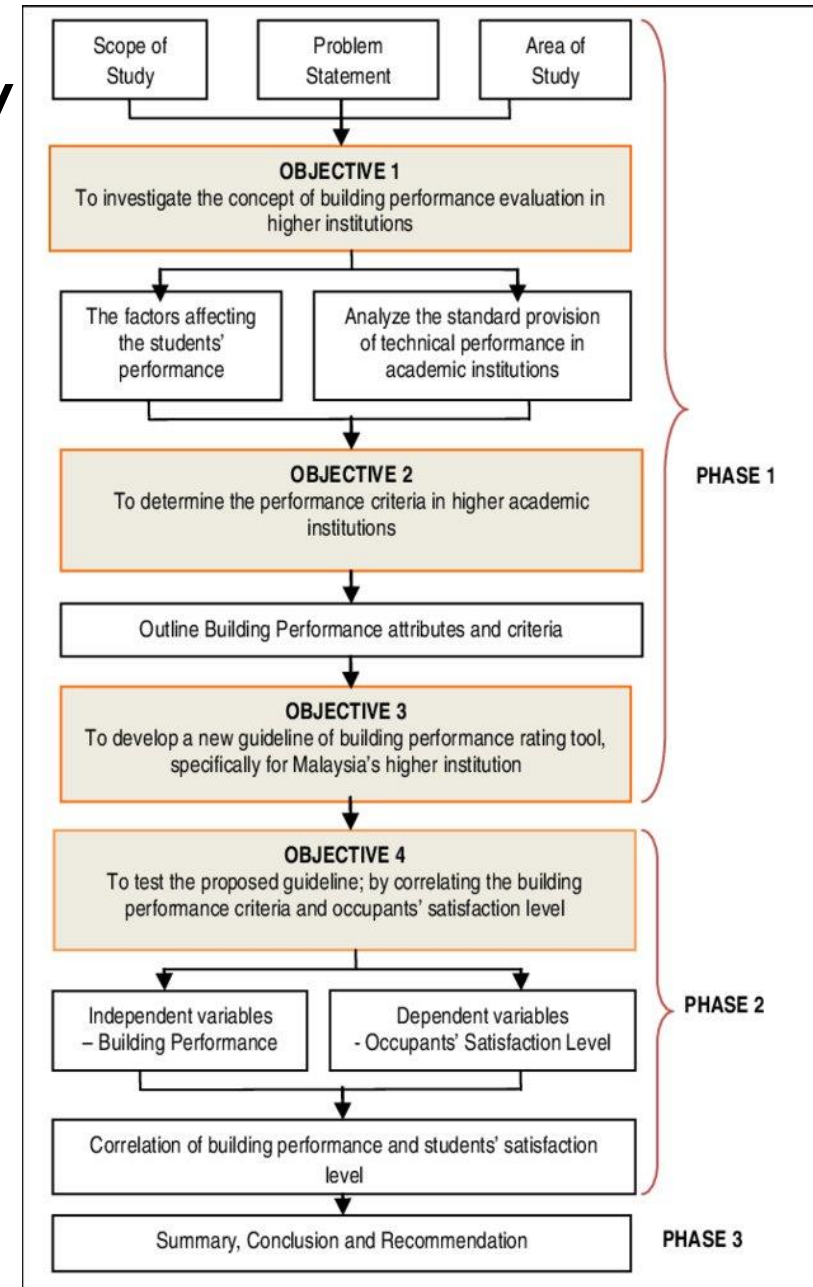 Scope of
Study
Problem
Statement
Area of
Study
OBJECTIVE 1
To investigate the concept of building performance evaluation in
higher institutions
The factors affecting
the students’
performance
Analyze the standard provision
of technical performance in
academic institutions
OBJECTIVE 2
To determine the performance criteria in higher academic
institutions
PHASE 1
Outline Building Performance attributes and criteria
OBJECTIVE 3
To develop a new guideline of building performance rating tool,
specifically for Malaysia’s higher institution
OBJECTIVE 4
To test the proposed guideline; by correlating the building
performance criteria and occupants’ satisfaction level
Independent variables
– Building Performance
Dependent variables
- Occupants’ Satisfaction Level
PHASE 2
Correlation of building performance and students’ satisfaction
level
Summary, Conclusion and Recommendation
PHASE 3